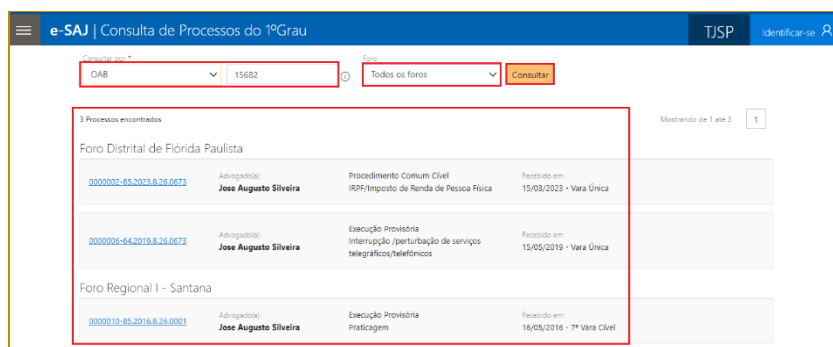 e-SAJ | Consulta de Processos do 1ºGrau
TJSP
Identificar-se
Consultar por *
Foro
OAB
15682
Todos os foros
Consultar
3 Processos encontrados
Mostrando de 1 até 3
1
Foro Distrital de Flórida Paulista
0000002-85.2023.8.26.0673
Advogado(a):
Jose Augusto Silveira
Procedimento Comum Cível
IRPF/Imposto de Renda de Pessoa Física
Recebido em:
15/03/2023 - Vara Única
0000006-64.2019.8.26.0673
Advogado(a):
Jose Augusto Silveira
Execução Provisória
Interrupção /perturbação de serviços
telegráficos/telefônicos
Recebido em:
15/05/2019 - Vara Única
Foro Regional I - Santana
0000010-85.2016.8.26.0001
Advogado(a):
Jose Augusto Silveira
Execução Provisória
Praticagem
Recebido em:
16/05/2016 - 7ª Vara Cível